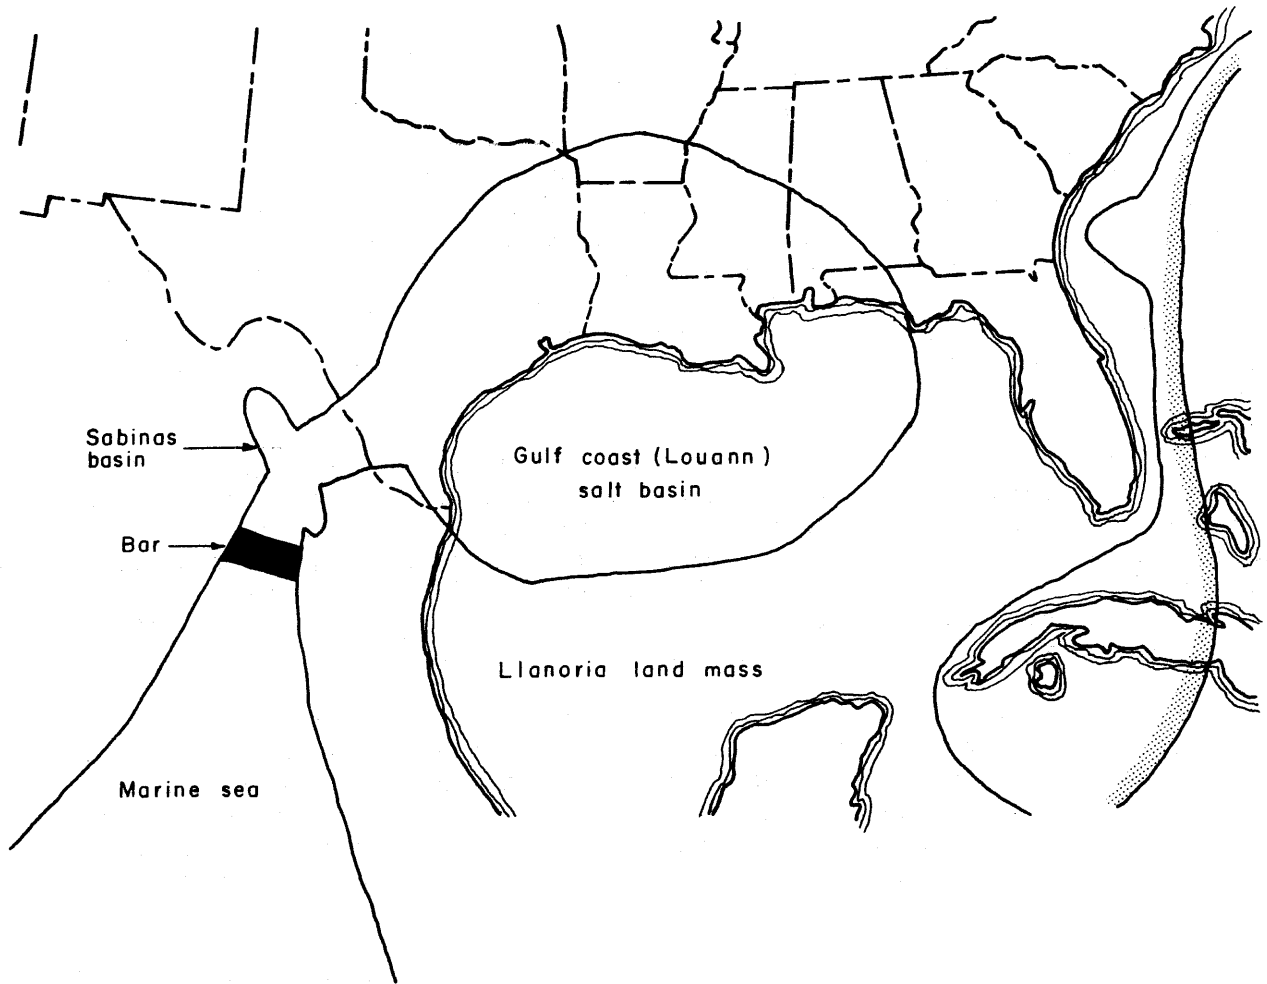 Sabinas
basin
Gulf coast (Louann)
salt basin
Bar
Llanoria land mass
Marine sea